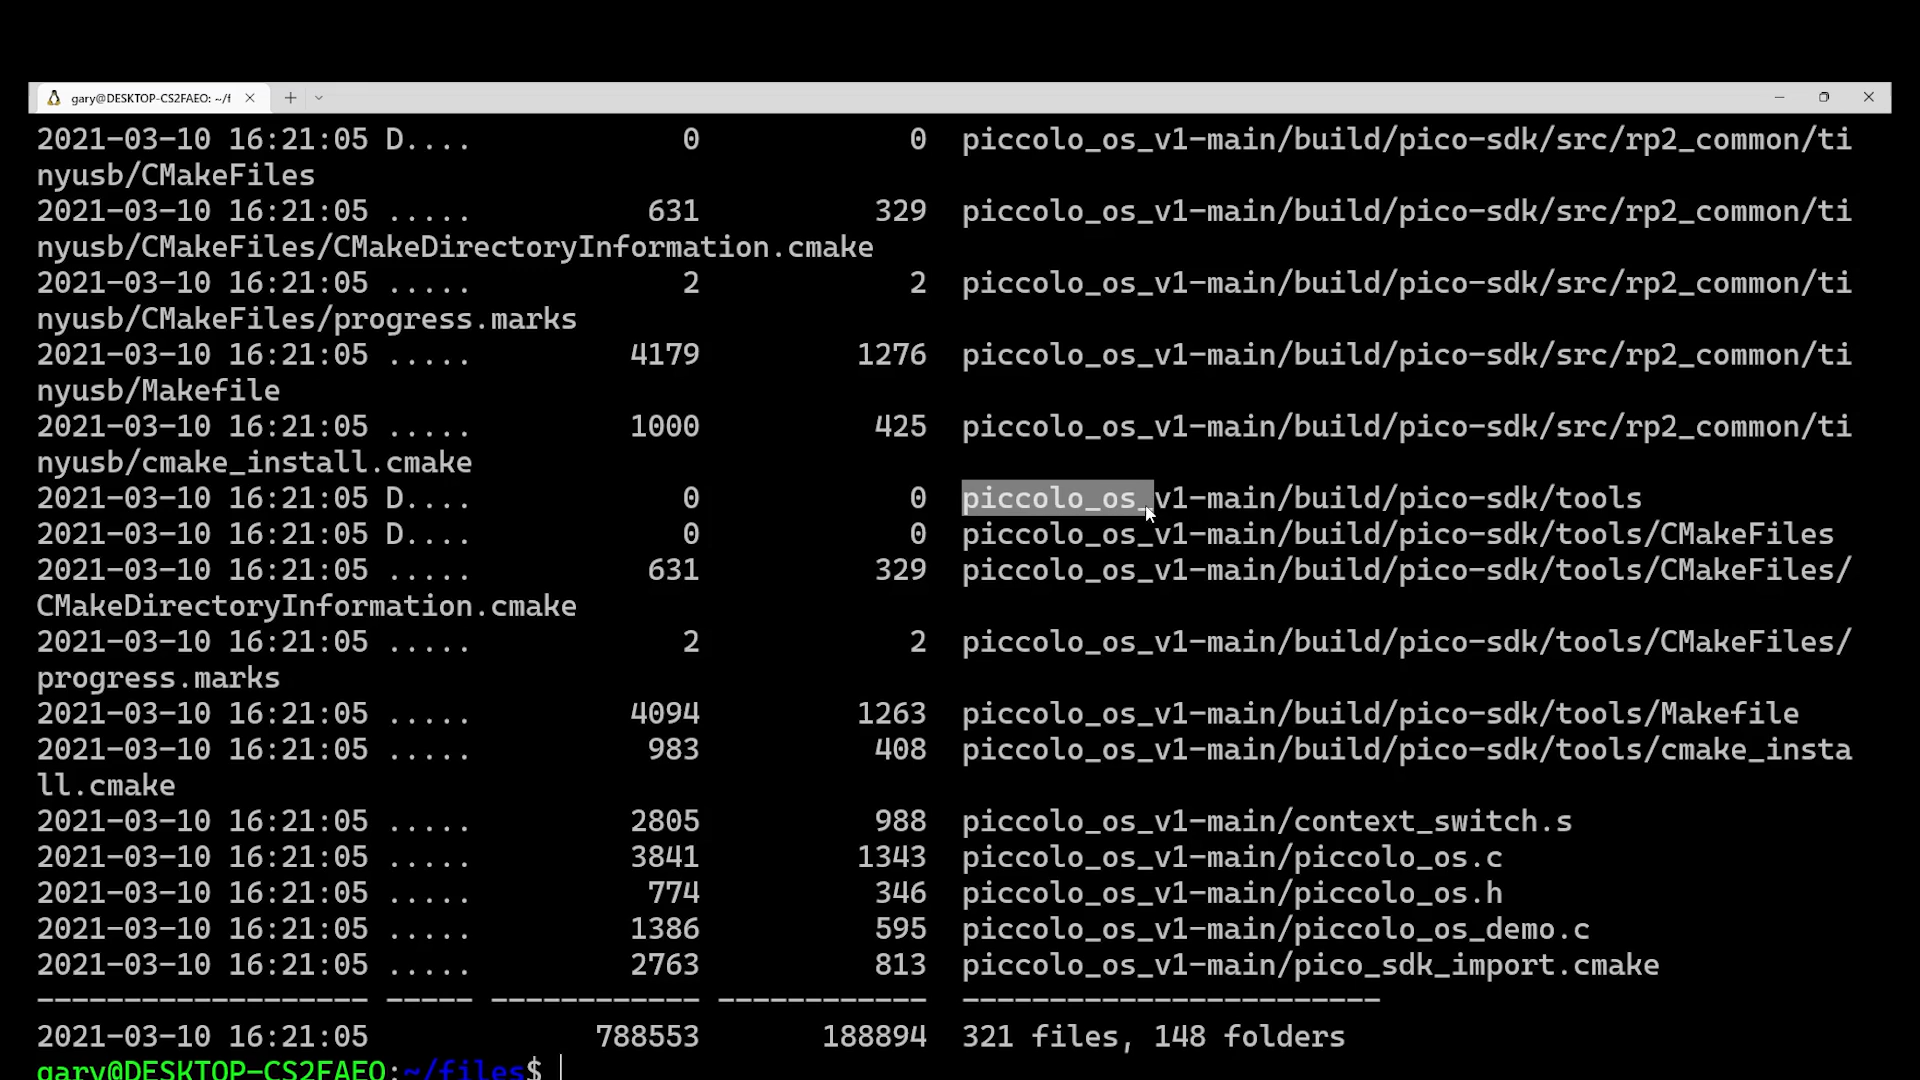 gary@DESKTOP-CS2FAEO: ~/f
2021-03-10 16:21:05 D.... 0 0 piccolo_os_v1-main/build/pico-sdk/src/rp2_common/ti
nyusb/CMakeFiles
2021-03-10 16:21:05 ..... 631 329 piccolo_os_v1-main/build/pico-sdk/src/rp2_common/ti
nyusb/CMakeFiles/CMakeDirectoryInformation.cmake
2021-03-10 16:21:05 ..... 2 2 piccolo_os_v1-main/build/pico-sdk/src/rp2_common/ti
nyusb/CMakeFiles/progress.marks
2021-03-10 16:21:05 ..... 4179 1276 piccolo_os_v1-main/build/pico-sdk/src/rp2_common/ti
nyusb/Makefile
2021-03-10 16:21:05 ..... 1000 425 piccolo_os_v1-main/build/pico-sdk/src/rp2_common/ti
nyusb/cmake_install.cmake
2021-03-10 16:21:05 D.... 0 0 piccolo_os_v1-main/build/pico-sdk/tools
2021-03-10 16:21:05 D.... 0 0 piccolo_os_v1-main/build/pico-sdk/tools/CMakeFiles
2021-03-10 16:21:05 ..... 631 329 piccolo_os_v1-main/build/pico-sdk/tools/CMakeFiles/
CMakeDirectoryInformation.cmake
2021-03-10 16:21:05 ..... 2 2 piccolo_os_v1-main/build/pico-sdk/tools/CMakeFiles/
progress.marks
2021-03-10 16:21:05 ..... 4094 1263 piccolo_os_v1-main/build/pico-sdk/tools/Makefile
2021-03-10 16:21:05 ..... 983 408 piccolo_os_v1-main/build/pico-sdk/tools/cmake_insta
ll.cmake
2021-03-10 16:21:05 ..... 2805 988 piccolo_os_v1-main/context_switch.s
2021-03-10 16:21:05 ..... 3841 1343 piccolo_os_v1-main/piccolo_os.c
2021-03-10 16:21:05 ..... 774 346 piccolo_os_v1-main/piccolo_os.h
2021-03-10 16:21:05 ..... 1386 595 piccolo_os_v1-main/piccolo_os_demo.c
2021-03-10 16:21:05 ..... 2763 813 piccolo_os_v1-main/pico_sdk_import.cmake
------------------- ----- ------------ ------------ ------------------------
2021-03-10 16:21:05 788553 188894 321 files, 148 folders
gary@DESKTOP-CS2FAEO:~/files$